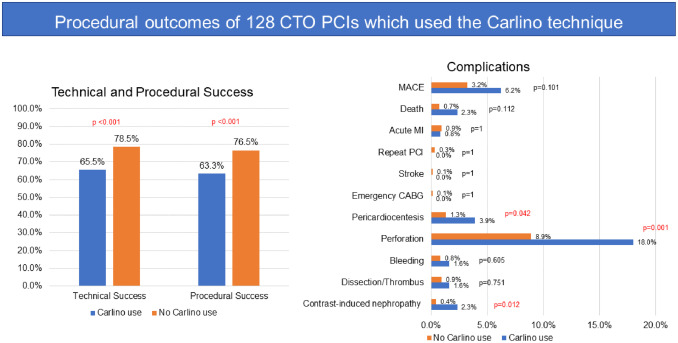 Procedural outcomes of 128 CTO PCIs which used the Carlino technique
Technical and Procedural Success
100.0%
90.0%
80.0%
70.0%
60.0%
50.0%
40.0%
30.0%
20.0%
10.0%
0.0%
p <0.001
p <0.001
65.5%
78.5%
63.3%
76.5%
Technical Success
Procedural Success
Carlino use
No Carlino use
Complications
MACE
3.2%
6.2%
p=0.101
Death
0.7%
2.3%
p=0.112
Acute MI
0.9%
0.8%
p=1
Repeat PCI
0.3%
0.0%
p=1
Stroke
0.1%
0.0%
p=1
Emergency CABG
0.1%
0.0%
p=1
Pericardiocentesis
1.3%
3.9%
p=0.042
Perforation
8.9%
18.0%
p=0.001
Bleeding
0.8%
1.6%
p=0.605
Dissection/Thrombus
0.9%
1.6%
p=0.751
Contrast-induced nephropathy
0.4%
2.3%
p=0.012
0.0%
5.0%
10.0%
15.0%
20.0%
No Carlino use
Carlino use